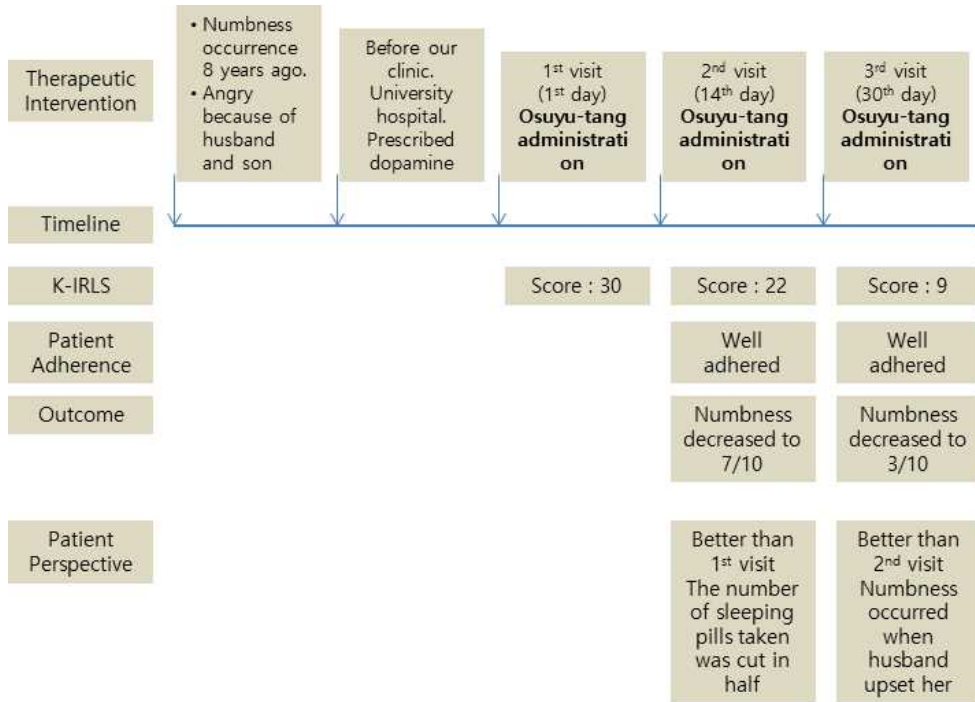 Therapeutic
Intervention
• Numbness
occurrence
8 years ago.
• Angry
because of
husband
and son
Before our
clinic.
University
hospital.
Prescribed
dopamine
1st visit
(1st day)
Osuyu-tang
administrati
on
2nd visit
(14th day)
Osuyu-tang
administrati
on
3rd visit
(30th day)
Osuyu-tang
administrati
on
Timeline
K-IRLS
Score : 30
Score : 22
Score : 9
Patient
Adherence
Well
adhered
Well
adhered
Outcome
Numbness
decreased to
7/10
Numbness
decreased to
3/10
Patient
Perspective
Better than
1st visit
The number
of sleeping
pills taken
was cut in
half
Better than
2nd visit
Numbness
occurred
when
husband
upset her